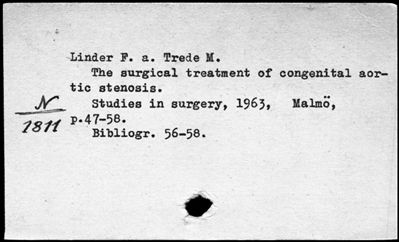 Linder F. a. Trede M.
The surgical treatment of congenital aor-
tic stenosis.
Studies in surgery, 1963, Malmö,
p.47-58.
Bibliogr. 56-58.
N
1811